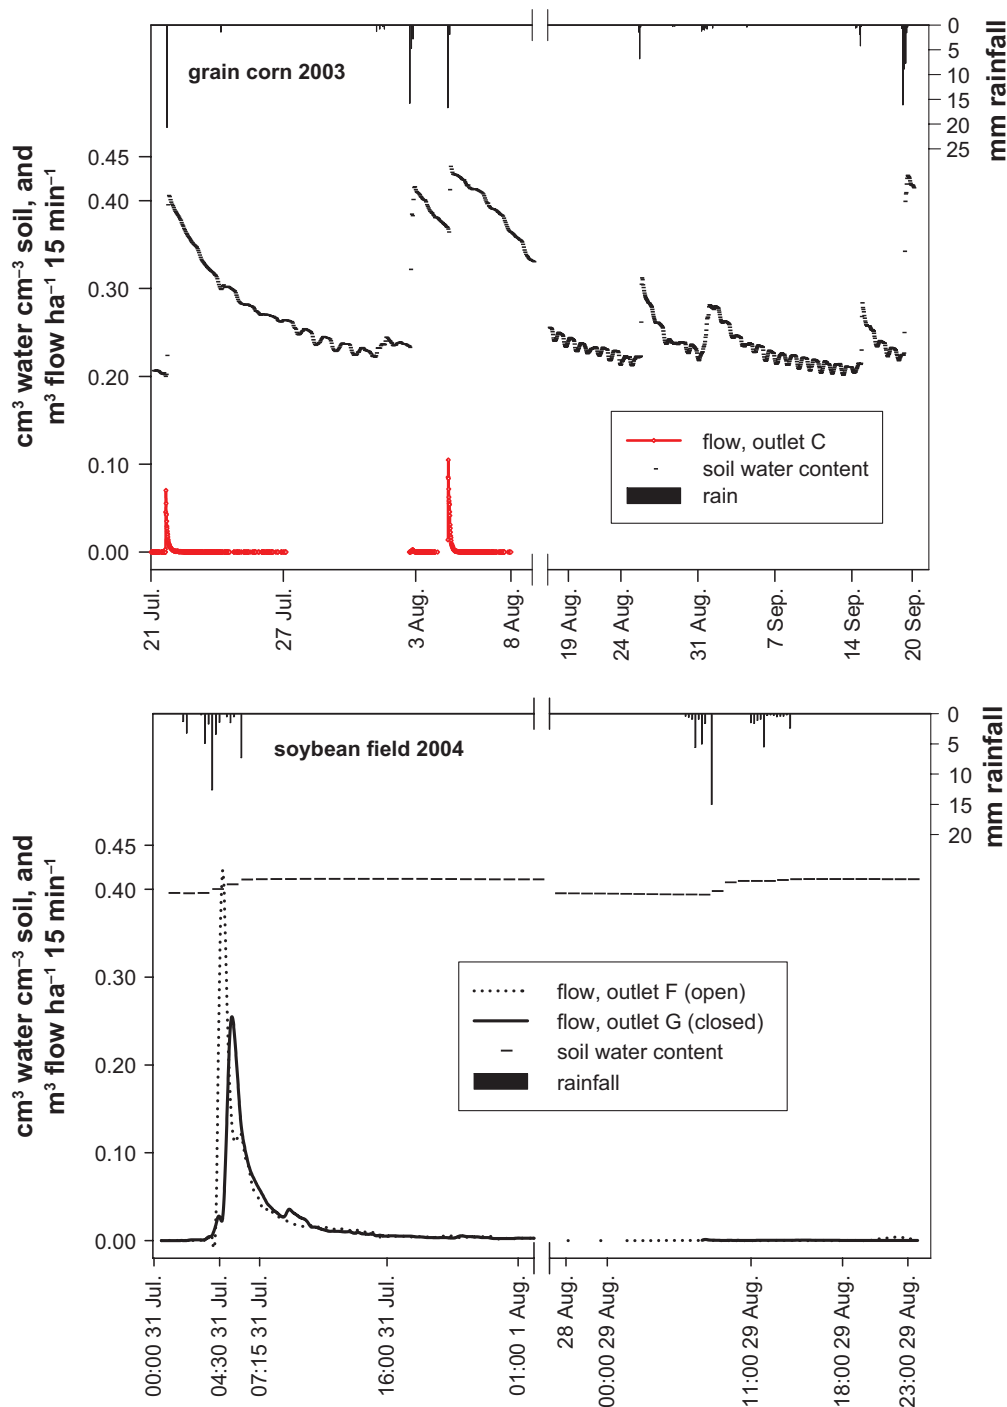 grain corn 2003
0
5
10
15
20
25
mm rainfall
cm³ water cm⁻³ soil, and
m³ flow ha⁻¹ 15 min⁻¹
0.45
0.40
0.30
0.20
0.10
0.00
flow, outlet C
soil water content
rain
21 Jul.
27 Jul.
3 Aug.
8 Aug.
19 Aug.
24 Aug.
31 Aug.
7 Sep.
14 Sep.
20 Sep.
soybean field 2004
0
5
10
15
20
mm rainfall
cm³ water cm⁻³ soil, and
m³ flow ha⁻¹ 15 min⁻¹
0.45
0.40
0.30
0.20
0.10
0.00
flow, outlet F (open)
flow, outlet G (closed)
soil water content
rainfall
00:00 31 Jul.
04:30 31 Jul.
07:15 31 Jul.
16:00 31 Jul.
01:00 1 Aug.
28 Aug.
00:00 29 Aug.
11:00 29 Aug.
18:00 29 Aug.
23:00 29 Aug.